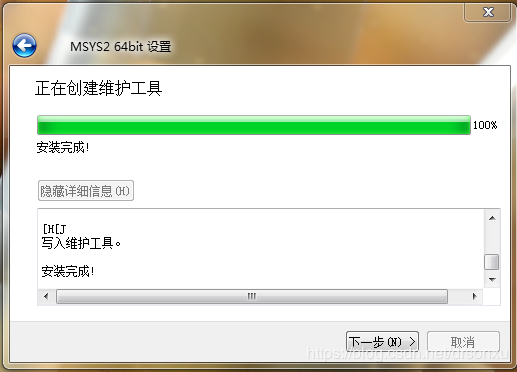 MSYS2 64bit 设置
正在创建维护工具
100%
安装完成!
隐藏详细信息(H)
[H[J
写入维护工具。
安装完成!
下一步(N) >
取消
https://blog.csdn.net/drsonxu